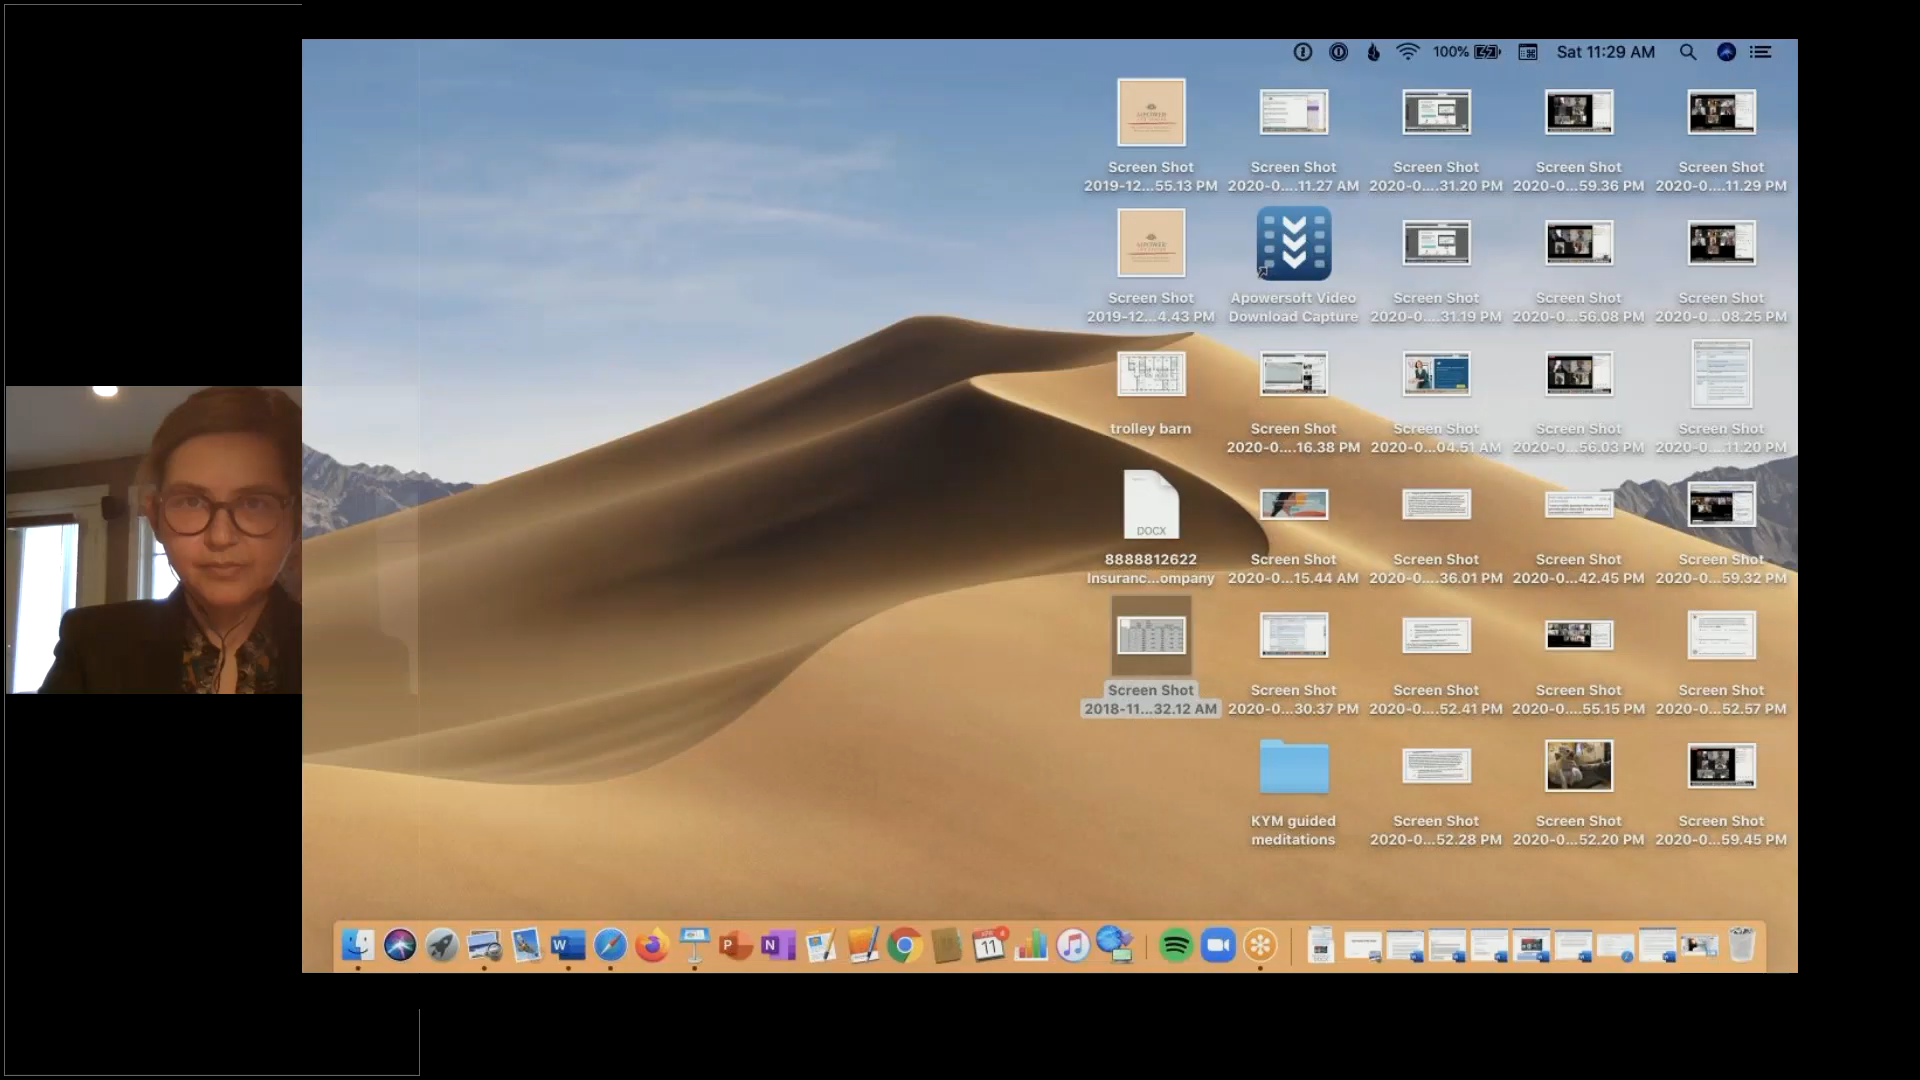 100%
Sat 11:29 AM
Screen Shot
2019-12...55.13 PM
Screen Shot
2020-0....11.27 AM
Screen Shot
2020-0....31.20 PM
Screen Shot
2020-0...59.36 PM
Screen Shot
2020-0....11.29 PM
Screen Shot
2019-12...4.43 PM
Apowersoft Video
Download Capture
Screen Shot
2020-0....31.19 PM
Screen Shot
2020-0...56.08 PM
Screen Shot
2020-0...08.25 PM
trolley barn
Screen Shot
2020-0....16.38 PM
Screen Shot
2020-0...04.51 AM
Screen Shot
2020-0...56.03 PM
Screen Shot
2020-0....11.20 PM
DOCX
8888812622
Insuranc...ompany
Screen Shot
2020-0...15.44 AM
Screen Shot
2020-0...36.01 PM
Screen Shot
2020-0...42.45 PM
Screen Shot
2020-0...59.32 PM
Screen Shot
2018-11...32.12 AM
Screen Shot
2020-0...30.37 PM
Screen Shot
2020-0...52.41 PM
Screen Shot
2020-0....55.15 PM
Screen Shot
2020-0...52.57 PM
KYM guided
meditations
Screen Shot
2020-0...52.28 PM
Screen Shot
2020-0...52.20 PM
Screen Shot
2020-0...59.45 PM
W
P
N
APR
11